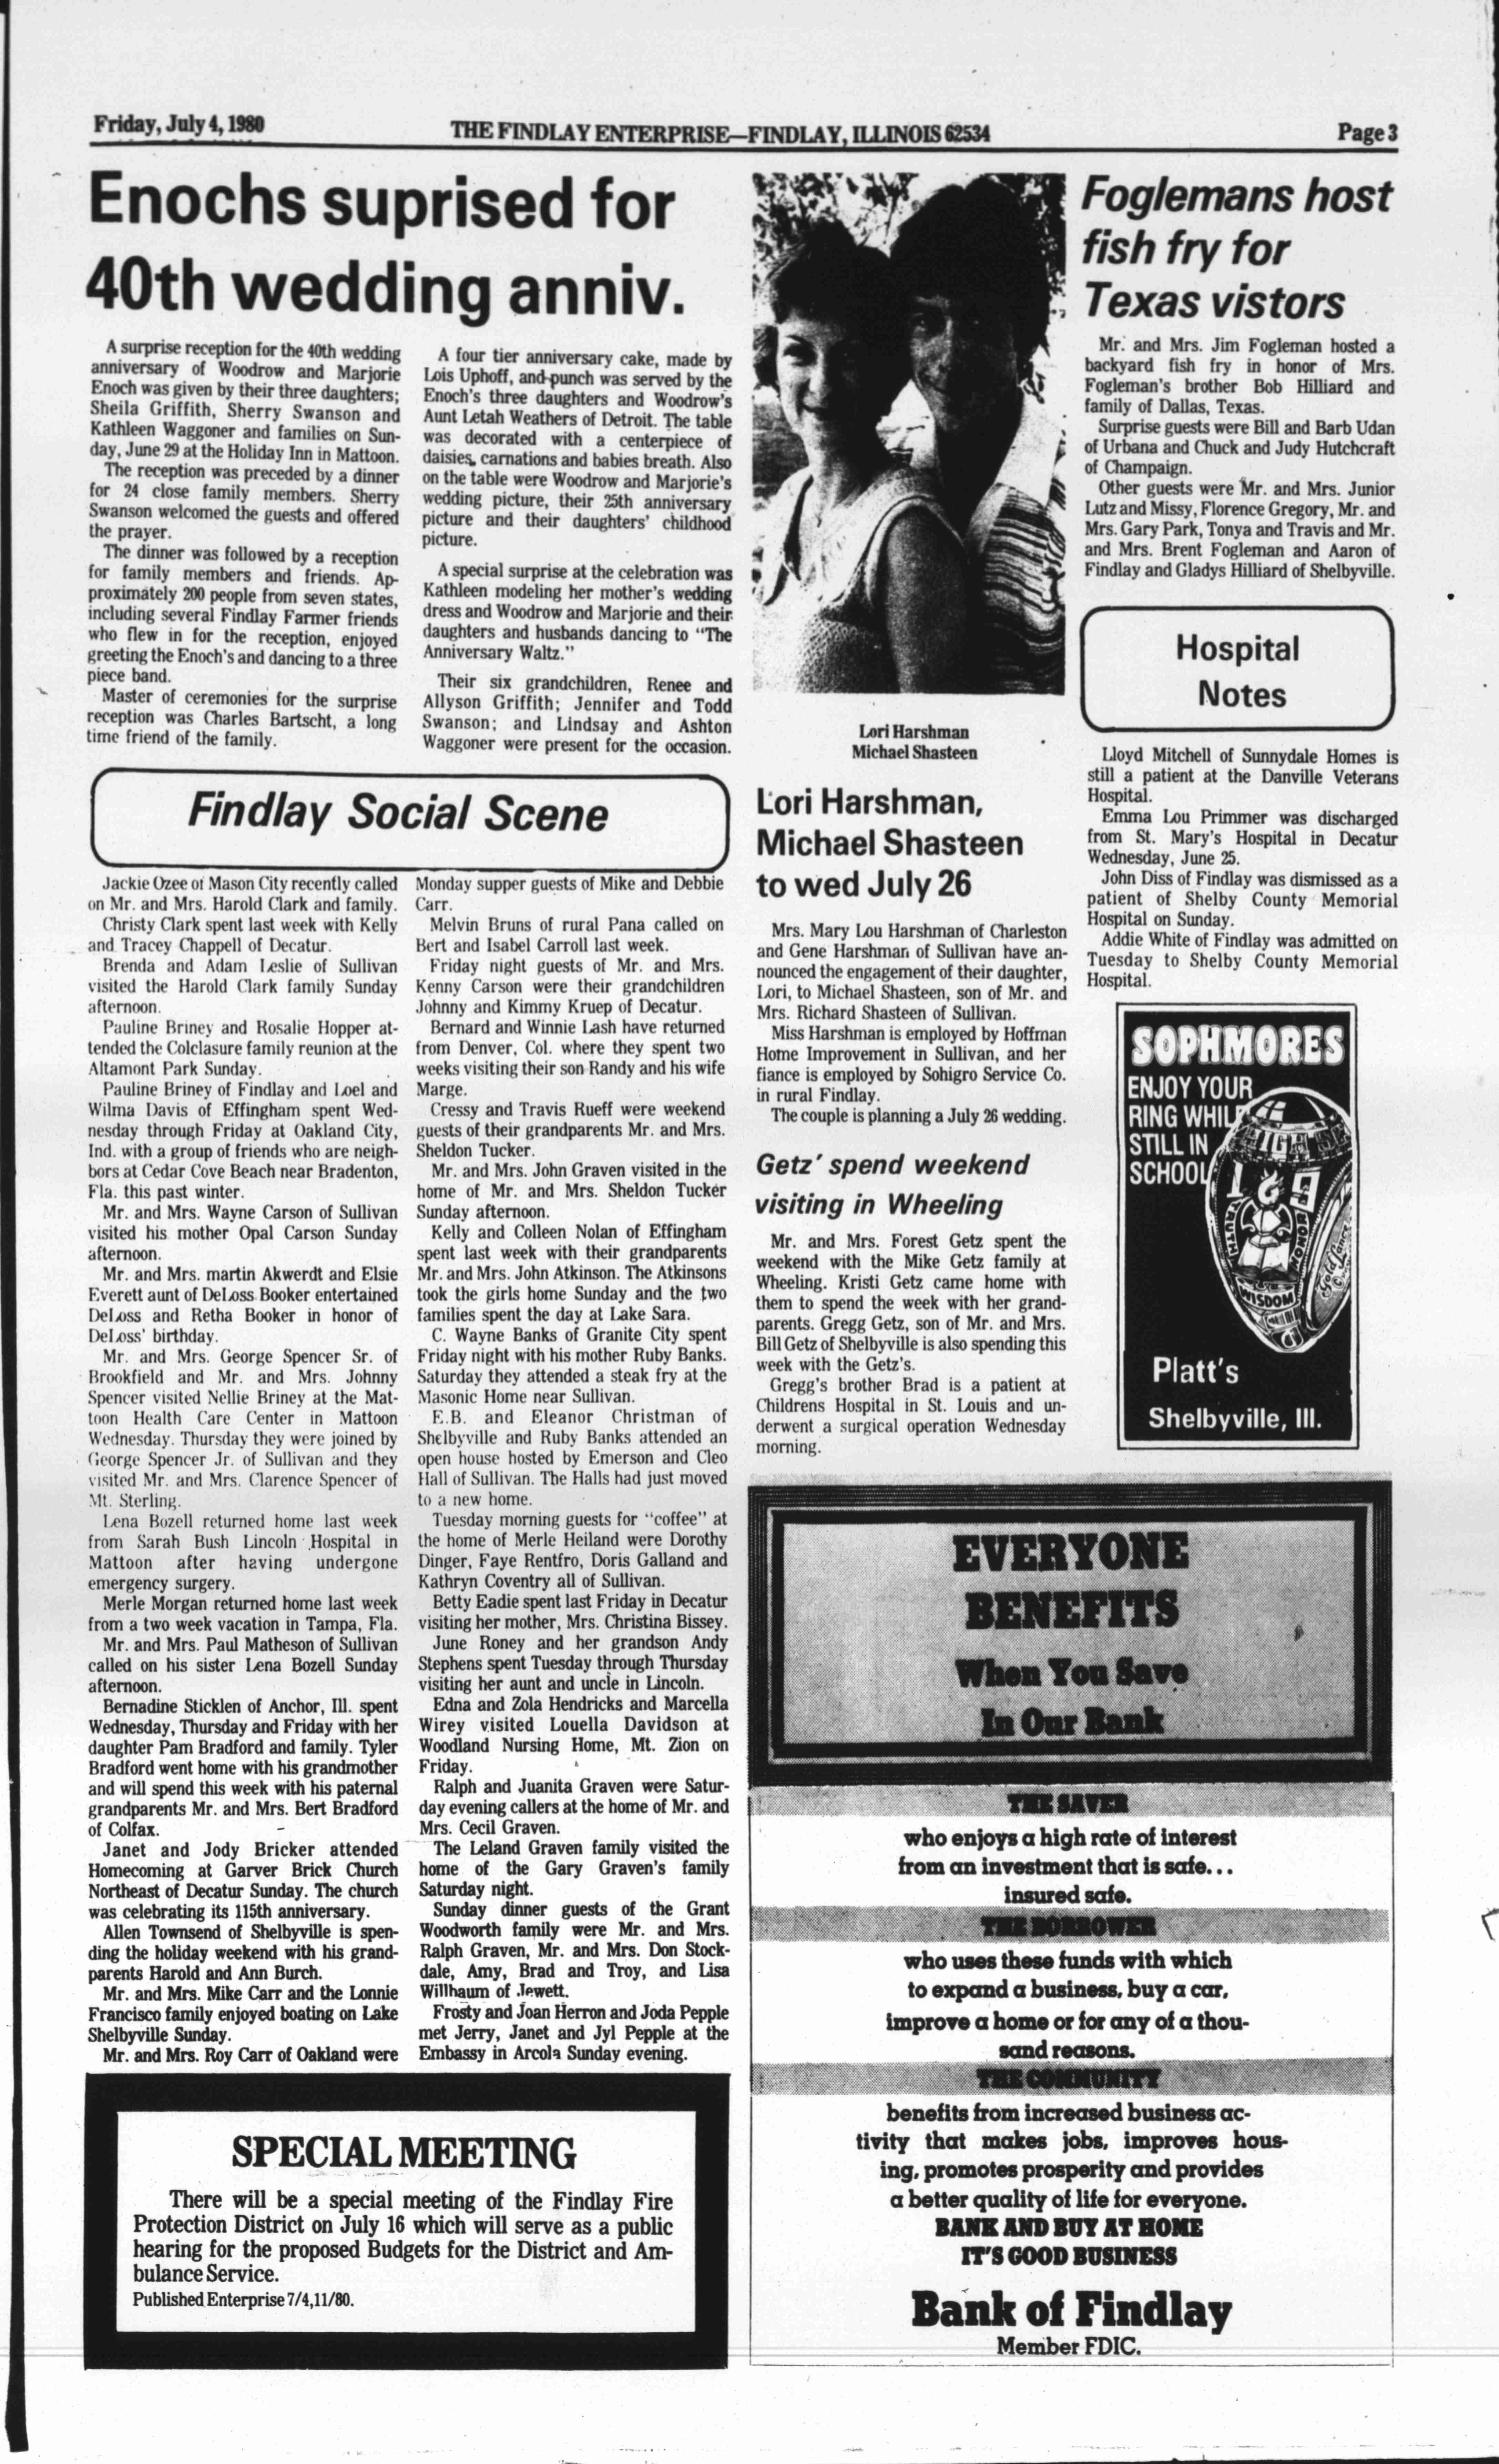 Friday, July 4, 1980
THE FINDLAY ENTERPRISE—FINDLAY, ILLINOIS 62534
Page 3
Enochs suprised for
40th wedding anniv.
A surprise reception for the 40th wedding
anniversary of Woodrow and Marjorie
Enoch was given by their three daughters;
Sheila Griffith, Sherry Swanson and
Kathleen Waggoner and families on Sun-
day, June 29 at the Holiday Inn in Mattoon.
The reception was preceded by a dinner
for 24 close family members. Sherry
Swanson welcomed the guests and offered
the prayer.
The dinner was followed by a reception
for family members and friends. Ap-
proximately 200 people from seven states,
including several Findlay Farmer friends
who flew in for the reception, enjoyed
greeting the Enoch's and dancing to a three
piece band.
Master of ceremonies for the surprise
reception was Charles Bartscht, a long
time friend of the family.
A four tier anniversary cake, made by
Lois Uphoff, and punch was served by the
Enoch's three daughters and Woodrow's
Aunt Letah Weathers of Detroit. The table
was decorated with a centerpiece of
daisies, carnations and babies breath. Also
on the table were Woodrow and Marjorie's
wedding picture, their 25th anniversary
picture and their daughters' childhood
picture.
A special surprise at the celebration was
Kathleen modeling her mother's wedding
dress and Woodrow and Marjorie and their
daughters and husbands dancing to "The
Anniversary Waltz."
Their six grandchildren, Renee and
Allyson Griffith; Jennifer and Todd
Swanson; and Lindsay and Ashton
Waggoner were present for the occasion.
Findlay Social Scene
Jackie Ozee of Mason City recently called
on Mr. and Mrs. Harold Clark and family.
Christy Clark spent last week with Kelly
and Tracey Chappell of Decatur.
Brenda and Adam Leslie of Sullivan
visited the Harold Clark family Sunday
afternoon.
Pauline Briney and Rosalie Hopper at-
tended the Colclasure family reunion at the
Altamont Park Sunday.
Pauline Briney of Findlay and Loel and
Wilma Davis of Effingham spent Wed-
nesday through Friday at Oakland City,
Ind. with a group of friends who are neigh-
bors at Cedar Cove Beach near Bradenton,
Fla. this past winter.
Mr. and Mrs. Wayne Carson of Sullivan
visited his mother Opal Carson Sunday
afternoon.
Mr. and Mrs. martin Akwerdt and Elsie
Everett aunt of DeLoss Booker entertained
DeLoss and Retha Booker in honor of
DeLoss' birthday.
Mr. and Mrs. George Spencer Sr. of
Brookfield and Mr. and Mrs. Johnny
Spencer visited Nellie Briney at the Mat-
toon Health Care Center in Mattoon
Wednesday. Thursday they were joined by
George Spencer Jr. of Sullivan and they
visited Mr. and Mrs. Clarence Spencer of
Mt. Sterling.
Lena Bozell returned home last week
from Sarah Bush Lincoln Hospital in
Mattoon after having undergone
emergency surgery.
Merle Morgan returned home last week
from a two week vacation in Tampa, Fla.
Mr. and Mrs. Paul Matheson of Sullivan
called on his sister Lena Bozell Sunday
afternoon.
Bernadine Sticklen of Anchor, Ill. spent
Wednesday, Thursday and Friday with her
daughter Pam Bradford and family. Tyler
Bradford went home with his grandmother
and will spend this week with his paternal
grandparents Mr. and Mrs. Bert Bradford
of Colfax.
Janet and Jody Bricker attended
Homecoming at Garver Brick Church
Northeast of Decatur Sunday. The church
was celebrating its 115th anniversary.
Allen Townsend of Shelbyville is spen-
ding the holiday weekend with his grand-
parents Harold and Ann Burch.
Mr. and Mrs. Mike Carr and the Lonnie
Francisco family enjoyed boating on Lake
Shelbyville Sunday.
Mr. and Mrs. Roy Carr of Oakland were
Monday supper guests of Mike and Debbie
Carr.
Melvin Bruns of rural Pana called on
Bert and Isabel Carroll last week.
Friday night guests of Mr. and Mrs.
Kenny Carson were their grandchildren
Johnny and Kimmy Kruep of Decatur.
Bernard and Winnie Lash have returned
from Denver, Col. where they spent two
weeks visiting their son Randy and his wife
Marge.
Cressy and Travis Rueff were weekend
guests of their grandparents Mr. and Mrs.
Sheldon Tucker.
Mr. and Mrs. John Graven visited in the
home of Mr. and Mrs. Sheldon Tucker
Sunday afternoon.
Kelly and Colleen Nolan of Effingham
spent last week with their grandparents
Mr. and Mrs. John Atkinson. The Atkinsons
took the girls home Sunday and the two
families spent the day at Lake Sara.
C. Wayne Banks of Granite City spent
Friday night with his mother Ruby Banks.
Saturday they attended a steak fry at the
Masonic Home near Sullivan.
E.B. and Eleanor Christman of
Shelbyville and Ruby Banks attended an
open house hosted by Emerson and Cleo
Hall of Sullivan. The Halls had just moved
to a new home.
Tuesday morning guests for "coffee" at
the home of Merle Heiland were Dorothy
Dinger, Faye Rentfro, Doris Galland and
Kathryn Coventry all of Sullivan.
Betty Eadie spent last Friday in Decatur
visiting her mother, Mrs. Christina Bissey.
June Roney and her grandson Andy
Stephens spent Tuesday through Thursday
visiting her aunt and uncle in Lincoln.
Edna and Zola Hendricks and Marcella
Wirey visited Louella Davidson at
Woodland Nursing Home, Mt. Zion on
Friday.
Ralph and Juanita Graven were Satur-
day evening callers at the home of Mr. and
Mrs. Cecil Graven.
The Leland Graven family visited the
home of the Gary Graven's family
Saturday night.
Sunday dinner guests of the Grant
Woodworth family were Mr. and Mrs.
Ralph Graven, Mr. and Mrs. Don Stock-
dale, Amy, Brad and Troy, and Lisa
Willhaum of Jewett.
Frosty and Joan Herron and Joda Pepple
met Jerry, Janet and Jyl Pepple at the
Embassy in Arcola Sunday evening.
SPECIAL MEETING
There will be a special meeting of the Findlay Fire
Protection District on July 16 which will serve as a public
hearing for the proposed Budgets for the District and Am-
bulance Service.
Published Enterprise 7/4,11/80.
Lori Harshman
Michael Shasteen
Lori Harshman,
Michael Shasteen
to wed July 26
Mrs. Mary Lou Harshman of Charleston
and Gene Harshman of Sullivan have an-
nounced the engagement of their daughter,
Lori, to Michael Shasteen, son of Mr. and
Mrs. Richard Shasteen of Sullivan.
Miss Harshman is employed by Hoffman
Home Improvement in Sullivan, and her
fiance is employed by Sohigro Service Co.
in rural Findlay.
The couple is planning a July 26 wedding.
Getz' spend weekend
visiting in Wheeling
Mr. and Mrs. Forest Getz spent the
weekend with the Mike Getz family at
Wheeling. Kristi Getz came home with
them to spend the week with her grand-
parents. Gregg Getz, son of Mr. and Mrs.
Bill Getz of Shelbyville is also spending this
week with the Getz's.
Gregg's brother Brad is a patient at
Childrens Hospital in St. Louis and un-
derwent a surgical operation Wednesday
morning.
Foglemans host
fish fry for
Texas vistors
Mr. and Mrs. Jim Fogleman hosted a
backyard fish fry in honor of Mrs.
Fogleman's brother Bob Hilliard and
family of Dallas, Texas.
Surprise guests were Bill and Barb Udan
of Urbana and Chuck and Judy Hutchcraft
of Champaign.
Other guests were Mr. and Mrs. Junior
Lutz and Missy, Florence Gregory, Mr. and
Mrs. Gary Park, Tonya and Travis and Mr.
and Mrs. Brent Fogleman and Aaron of
Findlay and Gladys Hilliard of Shelbyville.
Hospital
Notes
Lloyd Mitchell of Sunnydale Homes is
still a patient at the Danville Veterans
Hospital.
Emma Lou Primmer was discharged
from St. Mary's Hospital in Decatur
Wednesday, June 25.
John Diss of Findlay was dismissed as a
patient of Shelby County Memorial
Hospital on Sunday.
Addie White of Findlay was admitted on
Tuesday to Shelby County Memorial
Hospital.
SOPHMORES
ENJOY YOUR
RING WHILE
STILL IN
SCHOOL
HIGH
19
TRUTH
HONOR
WISDOM
Gold Lance
Platt's
Shelbyville, Ill.
EVERYONE
BENEFITS
When You Save
In Our Bank
THE SAVER
who enjoys a high rate of interest
from an investment that is safe...
insured safe.
THE BORROWER
who uses these funds with which
to expand a business, buy a car,
improve a home or for any of a thou-
sand reasons.
THE COMMUNITY
benefits from increased business ac-
tivity that makes jobs, improves hous-
ing, promotes prosperity and provides
a better quality of life for everyone.
BANK AND BUY AT HOME
IT'S GOOD BUSINESS
Bank of Findlay
Member FDIC.